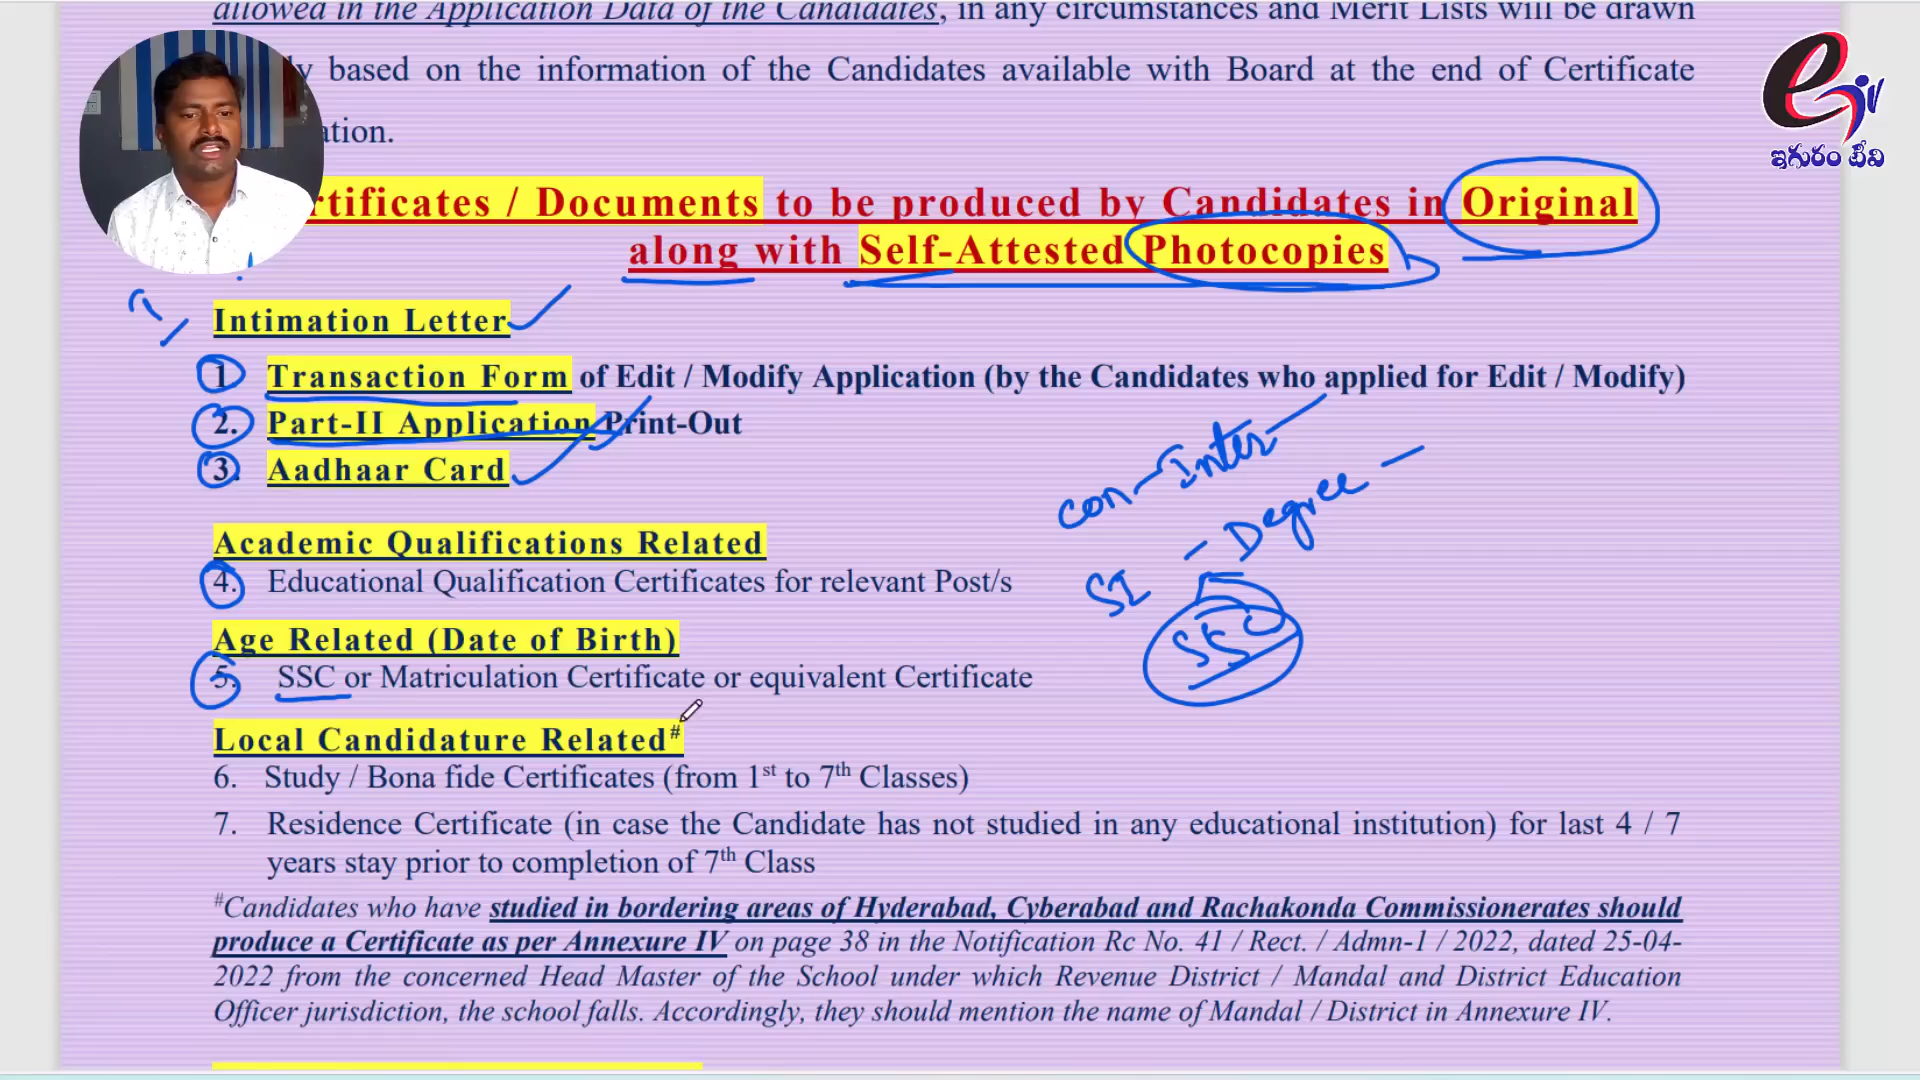 allowed in the Application Data of the Candidates, in any circumstances and Merit Lists will be drawn
based on the information of the Candidates available with Board at the end of Certificate
ation.
rtificates / Documents to be produced by Candidates in Original
along with Self-Attested Photocopies
Intimation Letter
1. Transaction Form of Edit / Modify Application (by the Candidates who applied for Edit / Modify)
2. Part-II Application Print-Out
3. Aadhaar Card
Con - Inter
SI - Degree -
SSC
Academic Qualifications Related
4. Educational Qualification Certificates for relevant Post/s
Age Related (Date of Birth)
5. SSC or Matriculation Certificate or equivalent Certificate
Local Candidature Related#
6. Study / Bona fide Certificates (from 1st to 7th Classes)
7. Residence Certificate (in case the Candidate has not studied in any educational institution) for last 4 / 7
years stay prior to completion of 7th Class
#Candidates who have studied in bordering areas of Hyderabad, Cyberabad and Rachakonda Commissionerates should
produce a Certificate as per Annexure IV on page 38 in the Notification Rc No. 41 / Rect. / Admn-1 / 2022, dated 25-04-
2022 from the concerned Head Master of the School under which Revenue District / Mandal and District Education
Officer jurisdiction, the school falls. Accordingly, they should mention the name of Mandal / District in Annexure IV.
ఇగురం టీవి